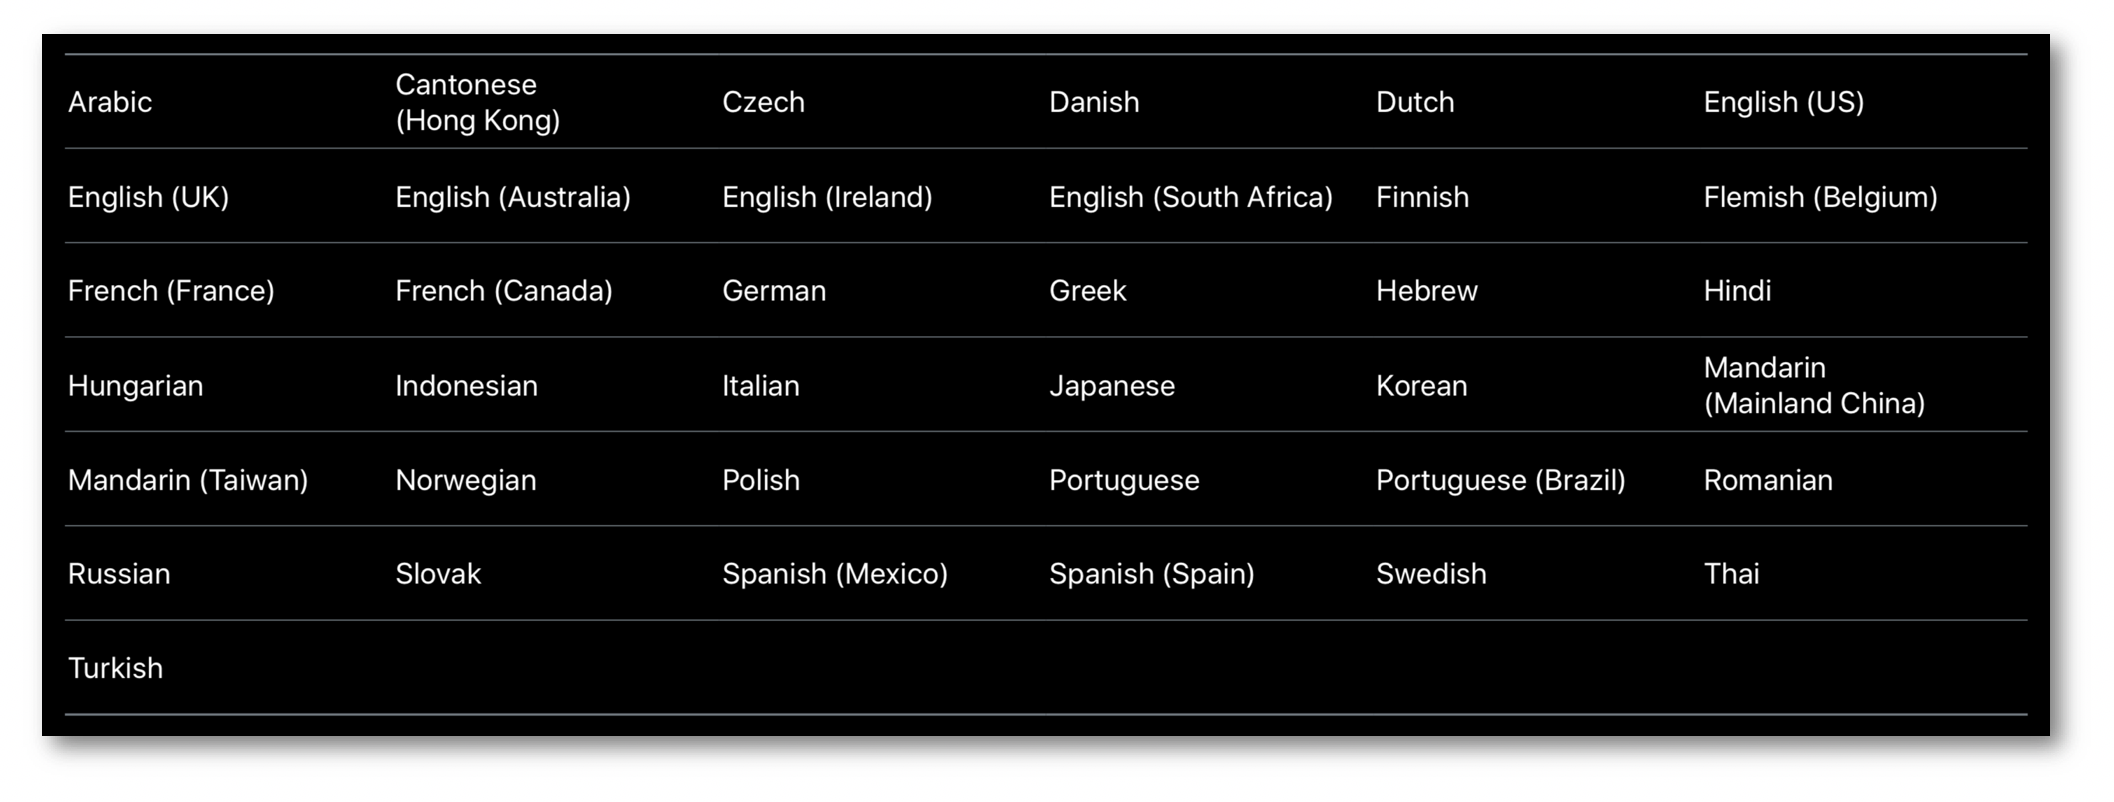 Arabic
Cantonese
(Hong Kong)
Czech
Danish
Dutch
English (US)
English (UK)
English (Australia)
English (Ireland)
English (South Africa)
Finnish
Flemish (Belgium)
French (France)
French (Canada)
German
Greek
Hebrew
Hindi
Hungarian
Indonesian
Italian
Japanese
Korean
Mandarin
(Mainland China)
Mandarin (Taiwan)
Norwegian
Polish
Portuguese
Portuguese (Brazil)
Romanian
Russian
Slovak
Spanish (Mexico)
Spanish (Spain)
Swedish
Thai
Turkish